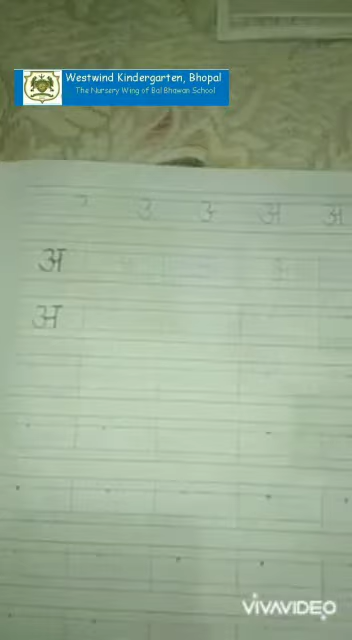 Westwind Kindergarten, Bhopal
The Nursery Wing of Bal Bhawan School
अ अ
अ
अ
VIVAVIDEO